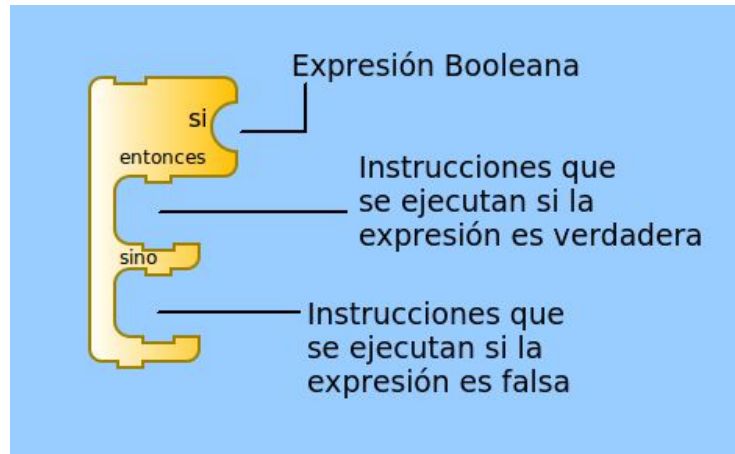 Expresión Booleana
si
entonces
Instrucciones que
se ejecutan si la
expresión es verdadera
sino
Instrucciones que
se ejecutan si la
expresión es falsa